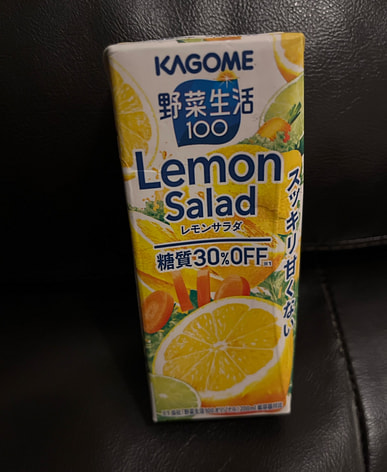 KAGOME
野菜生活
100
Lemon
Salad
レモンサラダ
糖質30%OFF
スッキリ甘くない